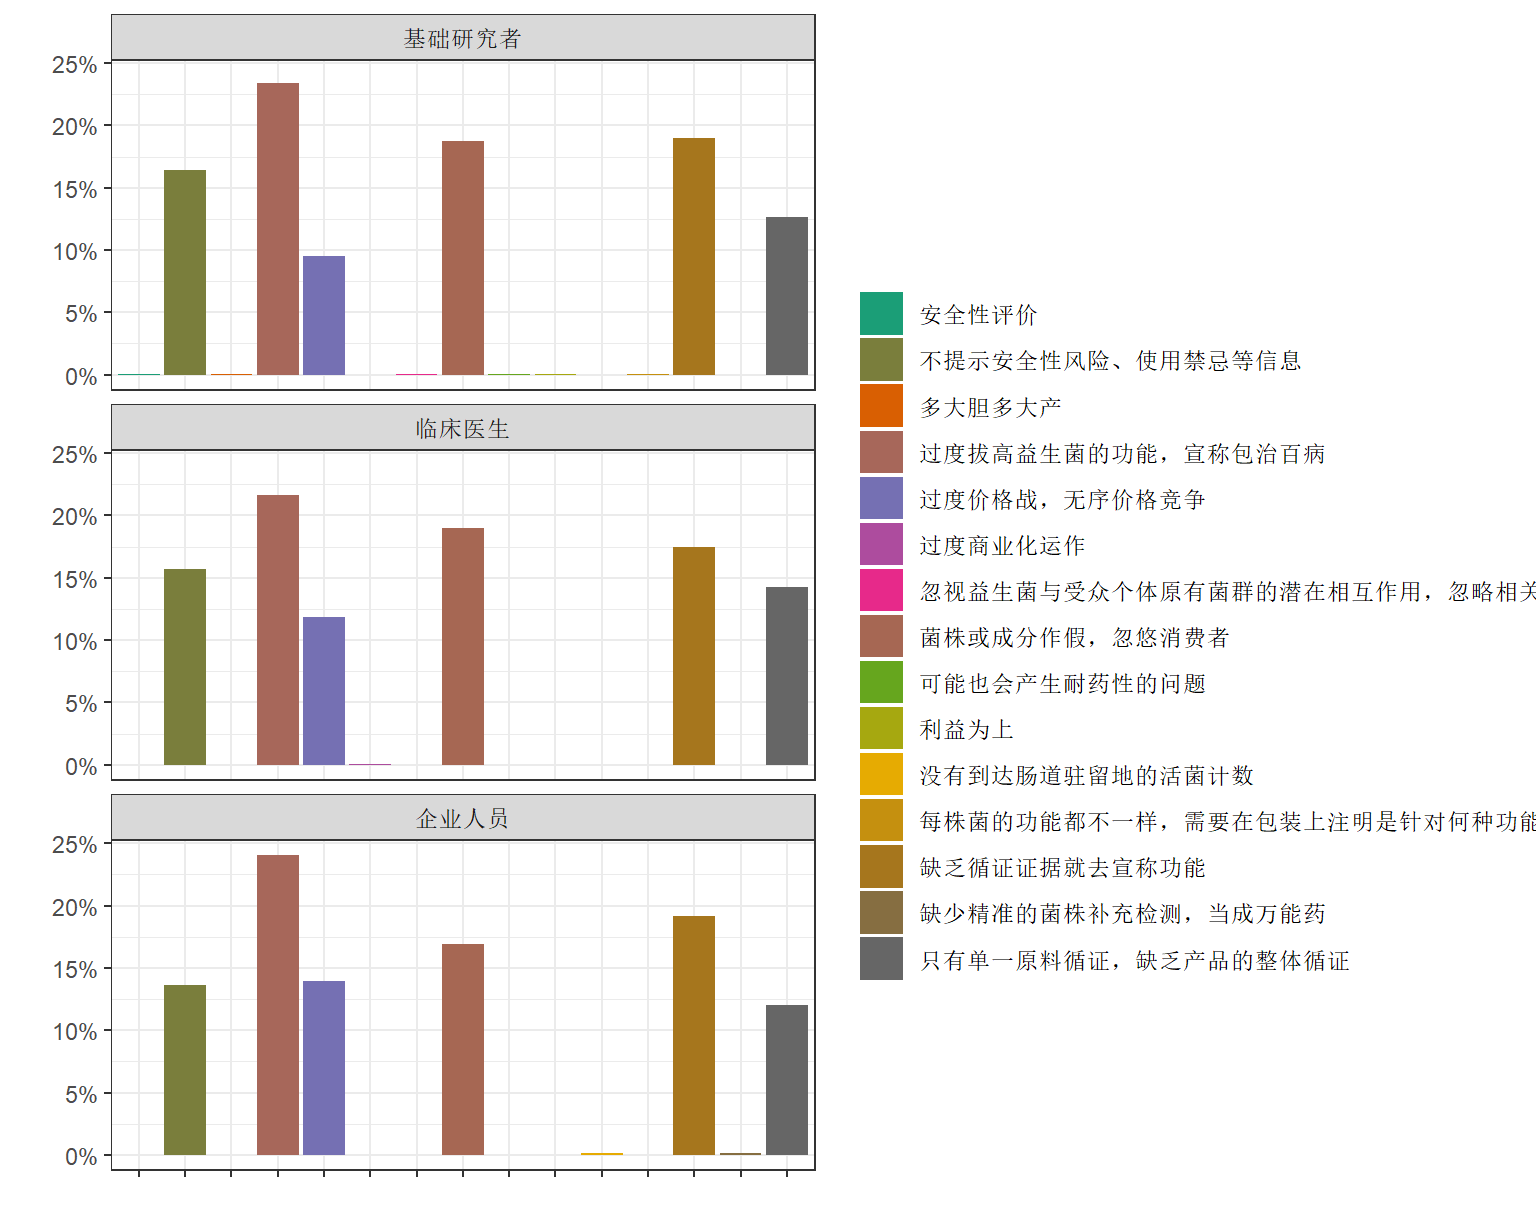 基础研究者
25%
20%
15%
10%
5%
0%
临床医生
25%
20%
15%
10%
5%
0%
企业人员
25%
20%
15%
10%
5%
0%
安全性评价
不提示安全性风险、使用禁忌等信息
多大胆多大产
过度拔高益生菌的功能，宣称包治百病
过度价格战，无序价格竞争
过度商业化运作
忽视益生菌与受众个体原有菌群的潜在相互作用，忽略相关
菌株或成分作假，忽悠消费者
可能也会产生耐药性的问题
利益为上
没有到达肠道驻留地的活菌计数
每株菌的功能都不一样，需要在包装上注明是针对何种功能
缺乏循证证据就去宣称功能
缺少精准的菌株补充检测，当成万能药
只有单一原料循证，缺乏产品的整体循证